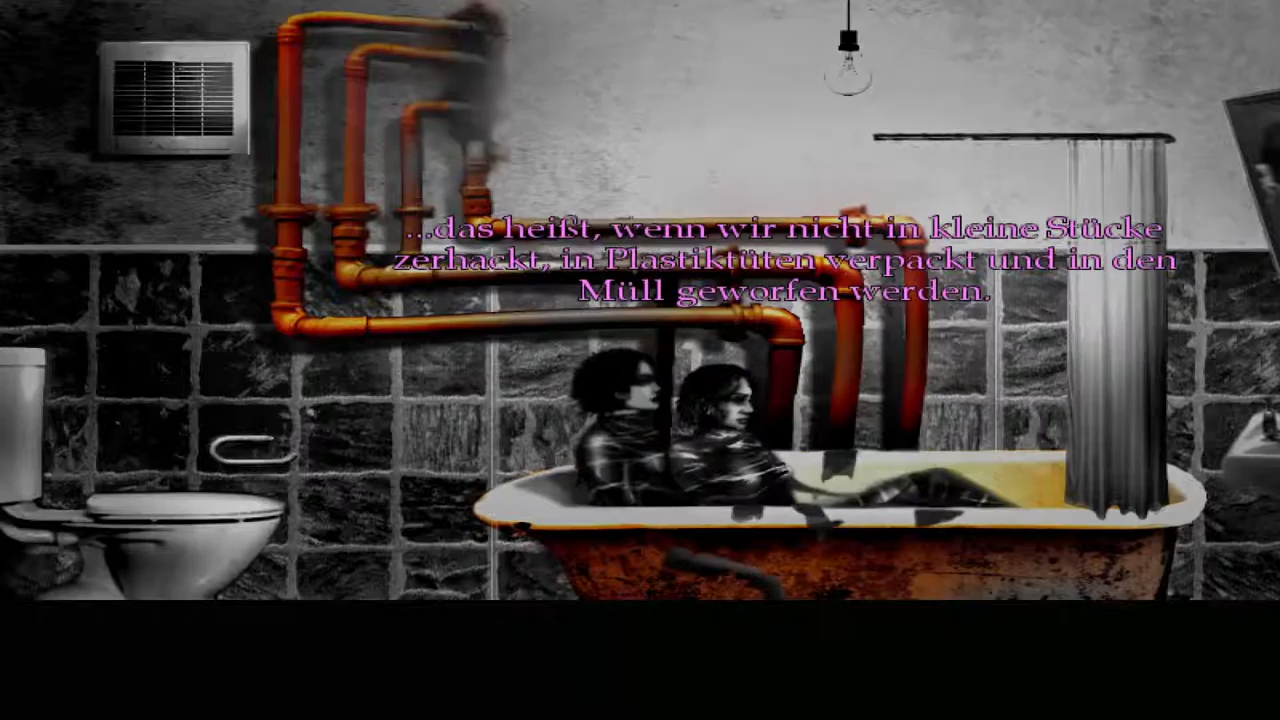 ...das heißt, wenn wir nicht in kleine Stücke
zerhackt, in Plastiktüten verpackt und in den
Müll geworfen werden.